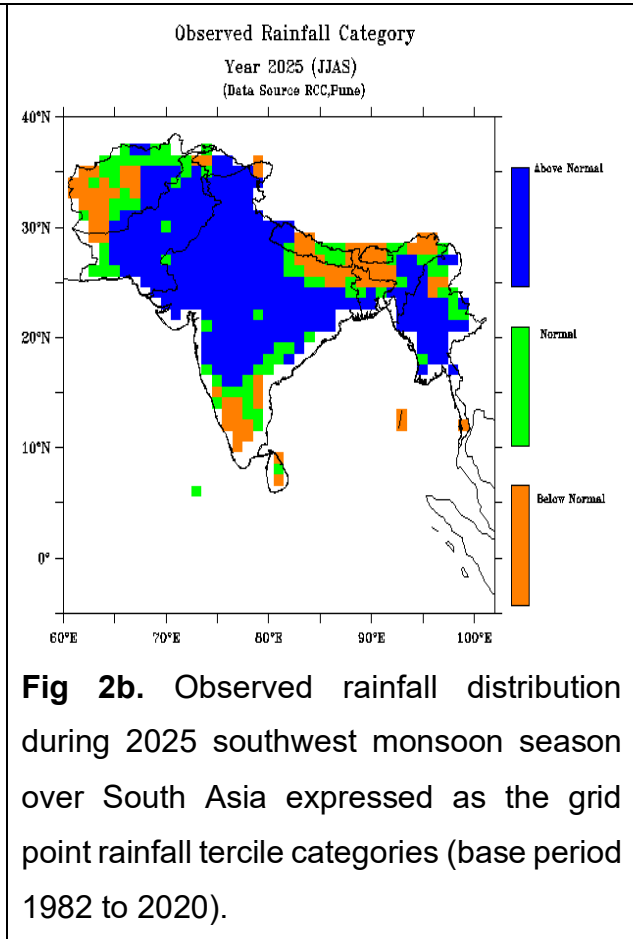 Observed Rainfall Category
Year 2025 (JJAS)
(Data Source RCC,Pune)
40°N
30°N
20°N
10°N
0°
60°E 70°E 80°E 90°E 100°E
Above Normal
Normal
Below Normal
Fig 2b. Observed rainfall distribution
during 2025 southwest monsoon season
over South Asia expressed as the grid
point rainfall tercile categories (base period
1982 to 2020).